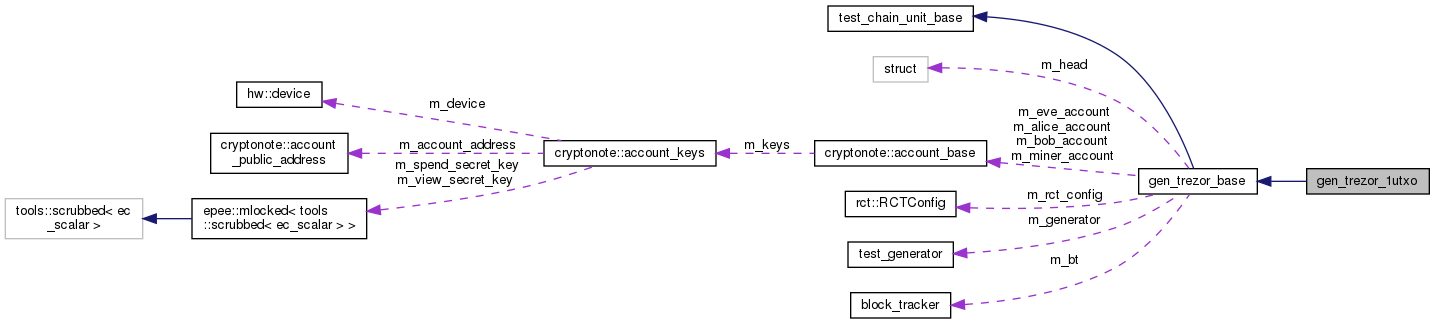 test_chain_unit_base
struct
m_head
hw::device
m_device
m_eve_account
m_alice_account
m_bob_account
m_miner_account
cryptonote::account
_public_address
m_account_address
cryptonote::account_keys
m_keys
cryptonote::account_base
m_spend_secret_key
m_view_secret_key
gen_trezor_base
gen_trezor_1utxo
tools::scrubbed< ec
_scalar >
epee::mlocked< tools
::scrubbed< ec_scalar > >
rct::RCTConfig
m_rct_config
m_generator
test_generator
m_bt
block_tracker